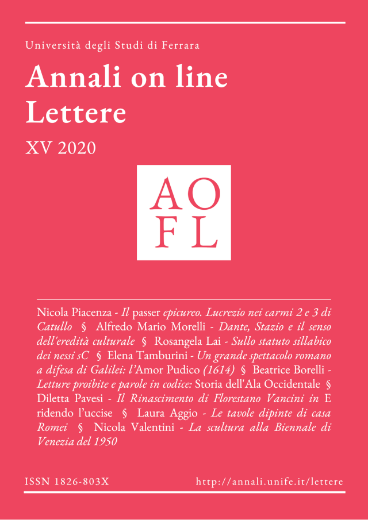 Università degli Studi di Ferrara
Annali on line
Lettere
XV 2020
AO
FL
Nicola Piacenza - Il passer epicureo. Lucrezio nei carmi 2 e 3 di
Catullo § Alfredo Mario Morelli - Dante, Stazio e il senso
dell'eredità culturale § Rosangela Lai - Sullo statuto sillabico
dei nessi sC § Elena Tamburini - Un grande spettacolo romano
a difesa di Galilei: l'Amor Pudico (1614) § Beatrice Borelli -
Letture proibite e parole in codice: Storia dell'Ala Occidentale §
Diletta Pavesi - Il Rinascimento di Florestano Vancini in E
ridendo l'uccise § Laura Aggio - Le tavole dipinte di casa
Romei § Nicola Valentini - La scultura alla Biennale di
Venezia del 1950
ISSN 1826-803X http://annali.unife.it/lettere